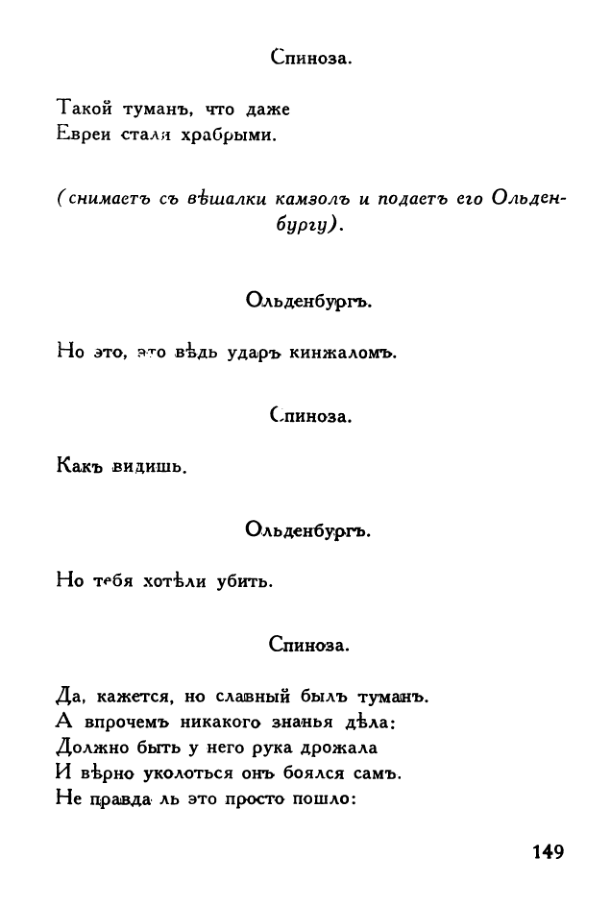 Спиноза.
Такой туманъ, что даже
Евреи стали храбрыми.
(снимаетъ съ вѣшалки камзолъ и подаетъ его Ольден-
бургу).
Ольденбургъ.
Но это, это вѣдь ударъ кинжаломъ.
Спиноза.
Какъ видишь.
Ольденбургъ.
Но тебя хотѣли убить.
Спиноза.
Да, кажется, но славный былъ туманъ.
А впрочемъ никакого знанья дѣла:
Должно быть у него рука дрожала
И вѣрно уколоться онъ боялся самъ.
Не правда ль это просто пошло:
149